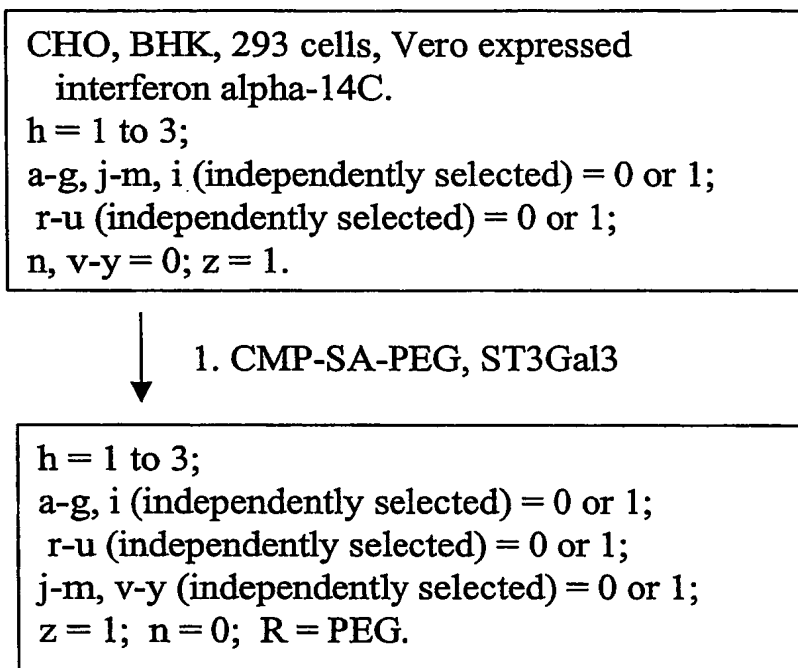 CHO, BHK, 293 cells, Vero expressed
interferon alpha-14C.
h = 1 to 3;
a-g, j-m, i (independently selected) = 0 or 1;
r-u (independently selected) = 0 or 1;
n, v-y = 0; z = 1.
1. CMP-SA-PEG, ST3Gal3
h = 1 to 3;
a-g, i (independently selected) = 0 or 1;
r-u (independently selected) = 0 or 1;
j-m, v-y (independently selected) = 0 or 1;
z = 1; n = 0; R = PEG.